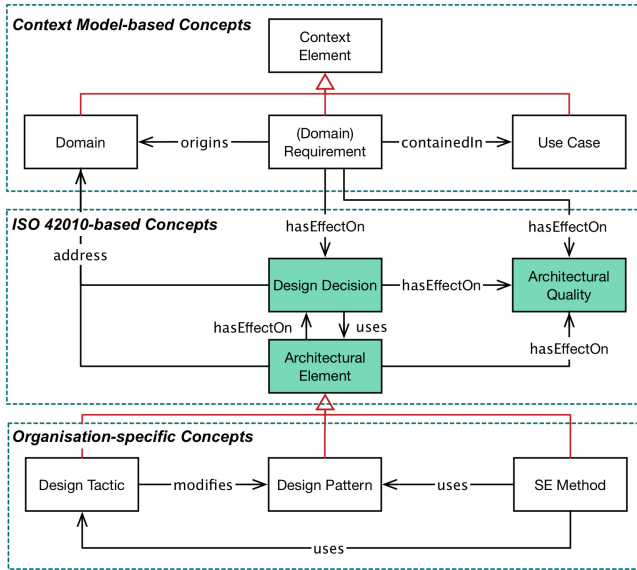 Context Model-based Concepts
Context
Element
Domain
origins
(Domain)
Requirement
containedIn
Use Case
ISO 42010-based Concepts
hasEffectOn
hasEffectOn
address
Design Decision
hasEffectOn
Architectural
Quality
hasEffectOn
uses
hasEffectOn
Architectural
Element
Organisation-specific Concepts
Design Tactic
modifies
Design Pattern
uses
SE Method
uses